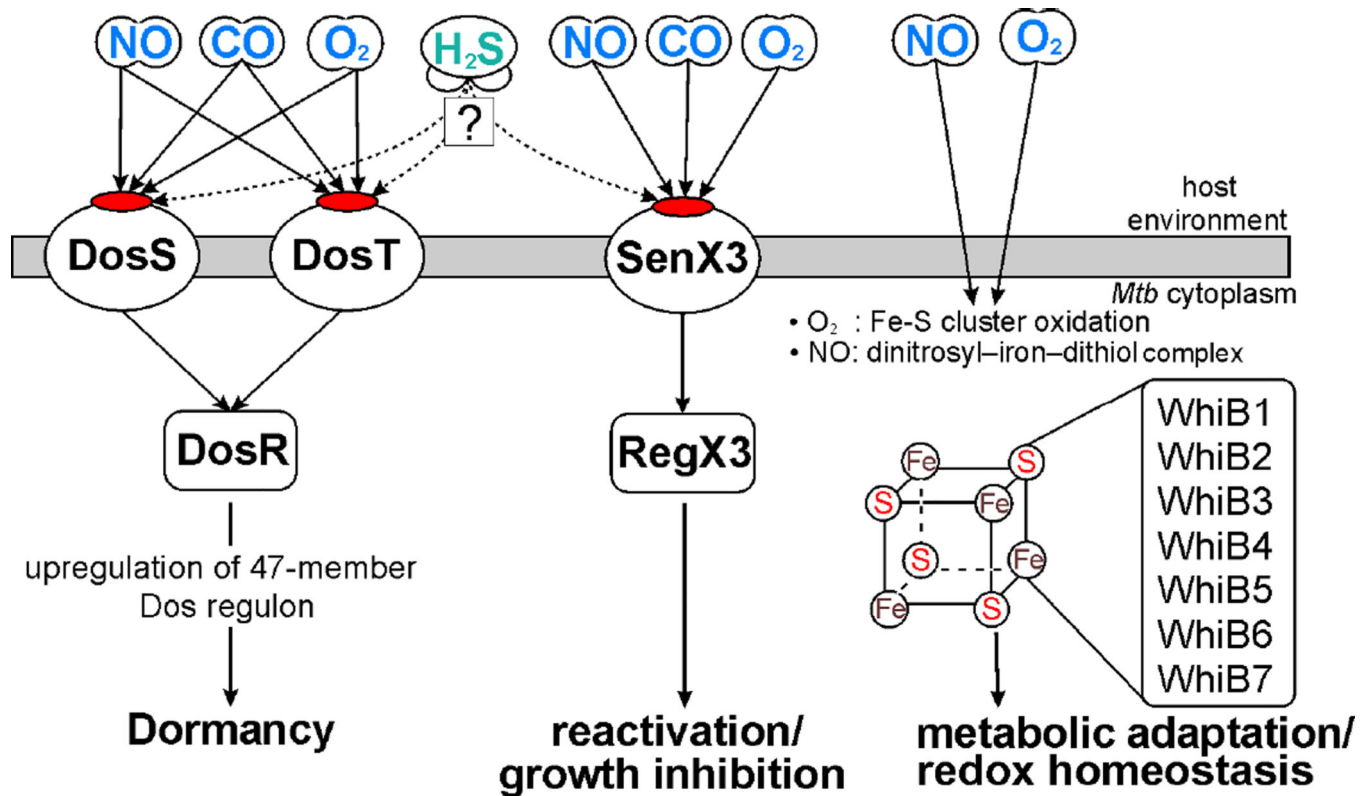 NO CO O₂ H₂S NO CO O₂ NO O₂
?
host
environment
DosS DosT SenX3
Mtb cytoplasm
• O₂ : Fe-S cluster oxidation
• NO: dinitrosyl–iron–dithiol complex
DosR RegX3
Fe S
S Fe
S Fe
Fe S
WhiB1
WhiB2
WhiB3
WhiB4
WhiB5
WhiB6
WhiB7
upregulation of 47-member
Dos regulon
Dormancy
reactivation/
growth inhibition
metabolic adaptation/
redox homeostasis